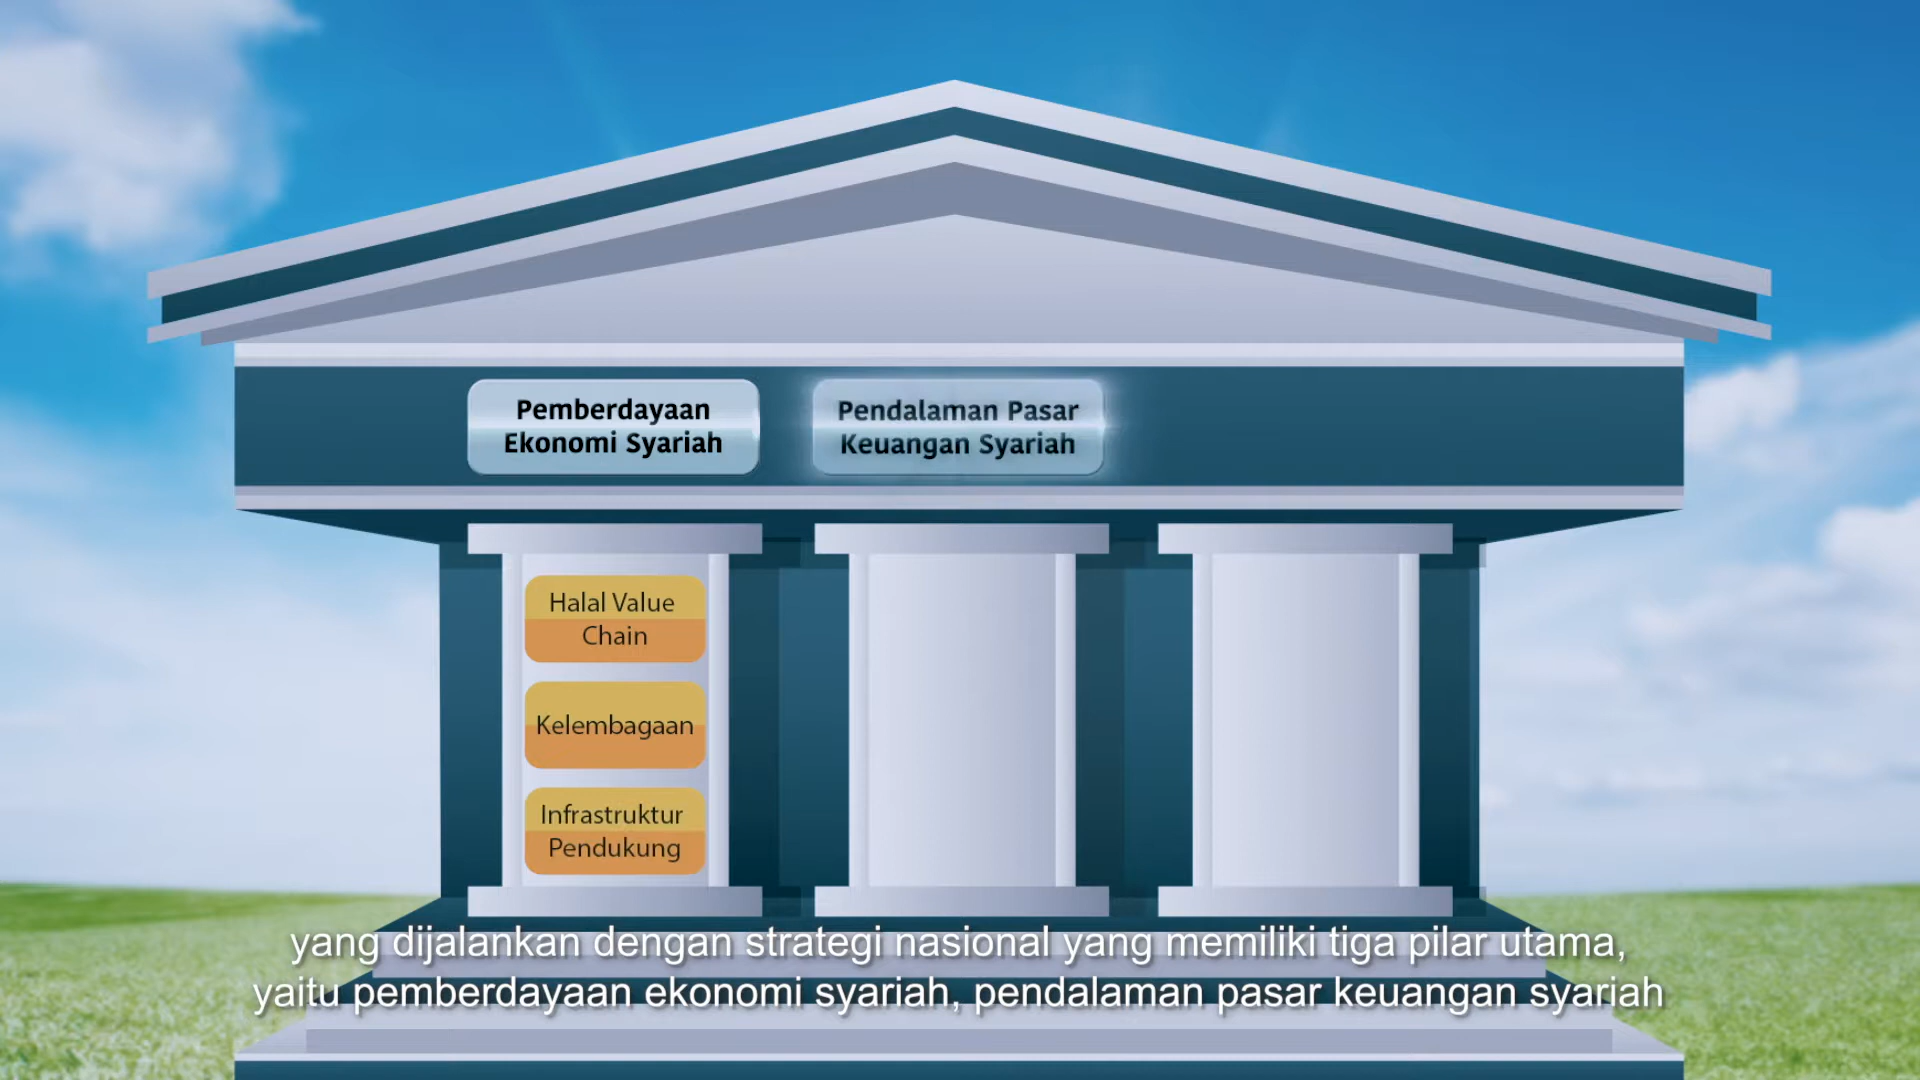 Pemberdayaan
Ekonomi Syariah
Pendalaman Pasar
Keuangan Syariah
Halal Value
Chain
Kelembagaan
Infrastruktur
Pendukung
yang dijalankan dengan strategi nasional yang memiliki tiga pilar utama,
yaitu pemberdayaan ekonomi syariah, pendalaman pasar keuangan syariah